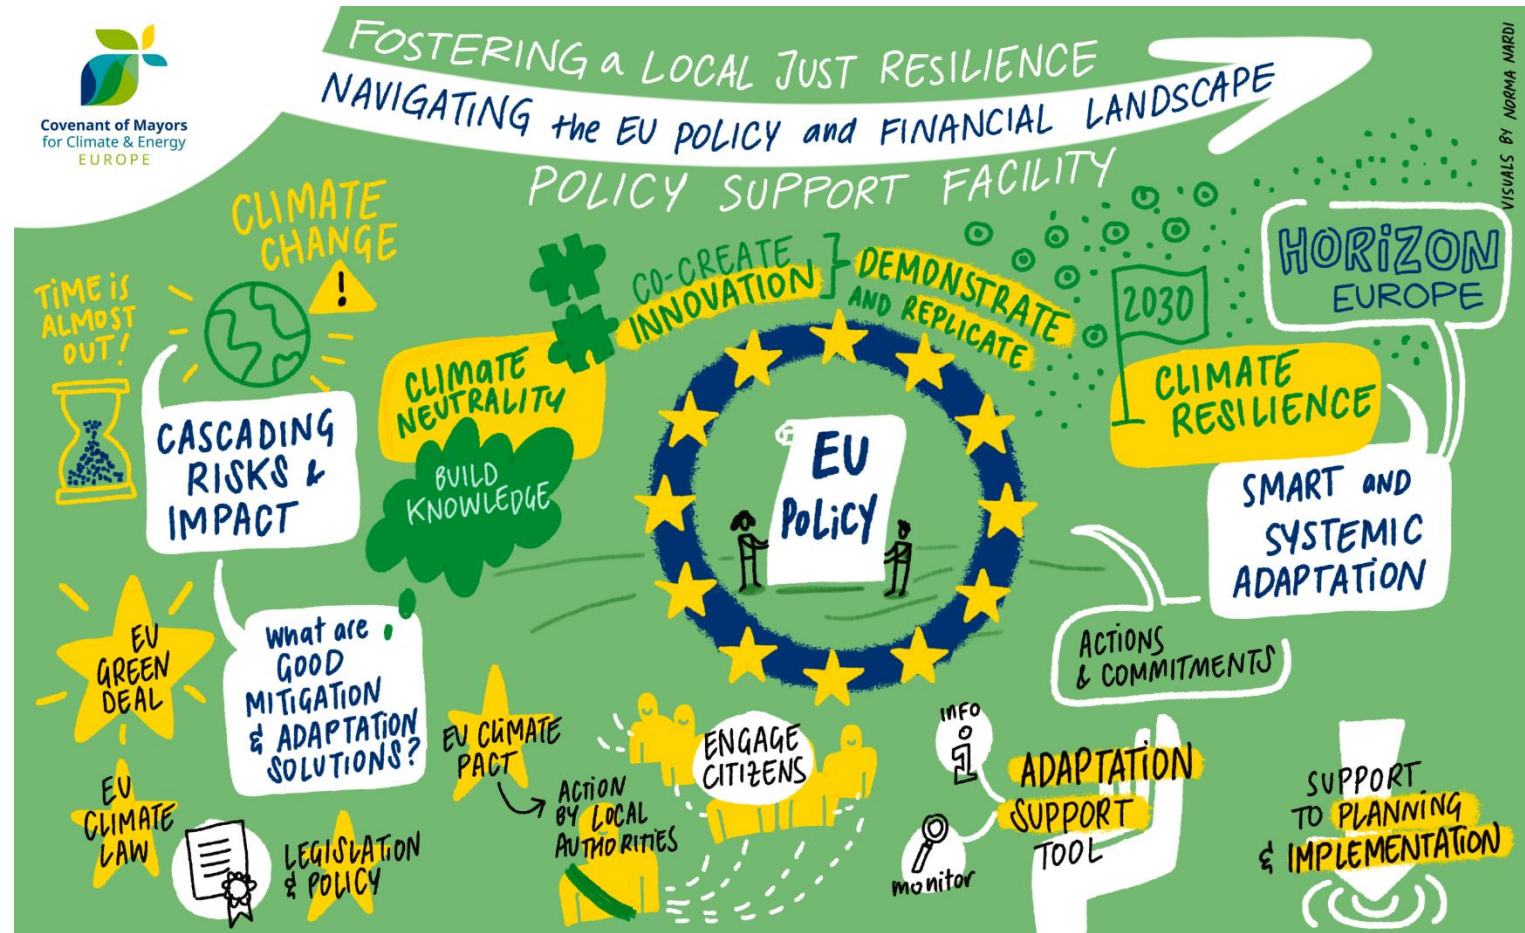 Covenant of Mayors
for Climate & Energy
EUROPE
FOSTERING a LOCAL JUST RESILIENCE
NAVIGATING the EU POLICY and FINANCIAL LANDSCAPE
POLICY SUPPORT FACILITY
VISUALS BY NORMA NARDI
CLIMATE
CHANGE
!
TIME is
ALMOST
OUT!
CASCADING
RISKS &
IMPACT
CLIMATE
NEUTRALITY
BUILD
KNOWLEDGE
CO-CREATE
INNOVATION
DEMONSTRATE
AND REPLICATE
2030
CLIMATE
RESILIENCE
HORIZON
EUROPE
EU
POLICY
SMART and
SYSTEMIC
ADAPTATION
ACTIONS
& COMMITMENTS
EU
GREEN
DEAL
What are
GOOD
MITIGATION
& ADAPTATION
SOLUTIONS?
EU
CLIMATE
LAW
LEGISLATION
& POLICY
EU CLIMATE
PACT
ACTION
BY LOCAL
AUTHORITIES
ENGAGE
CITIZENS
INFO
i
monitor
ADAPTATION
SUPPORT
TOOL
SUPPORT
TO PLANNING
& IMPLEMENTATION